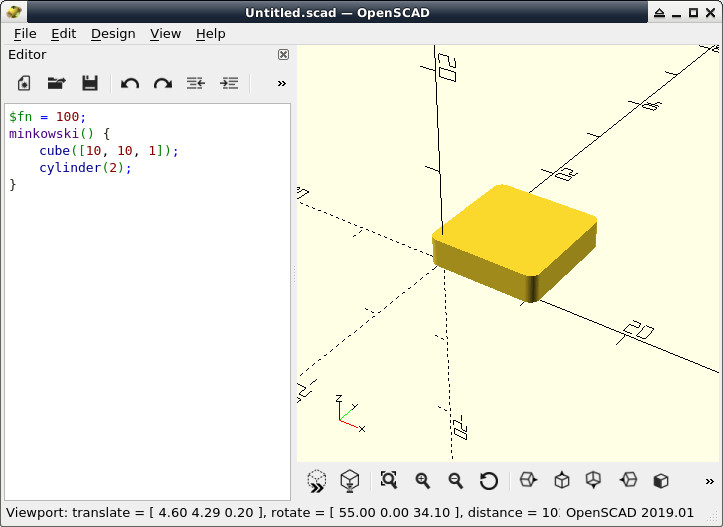 Untitled.scad — OpenSCAD
File Edit Design View Help
Editor
»
$fn = 100;
minkowski() {
cube([10, 10, 1]);
cylinder(2);
}
20
20
-20
z
y
x
»
Viewport: translate = [ 4.60 4.29 0.20 ], rotate = [ 55.00 0.00 34.10 ], distance = 10 OpenSCAD 2019.01